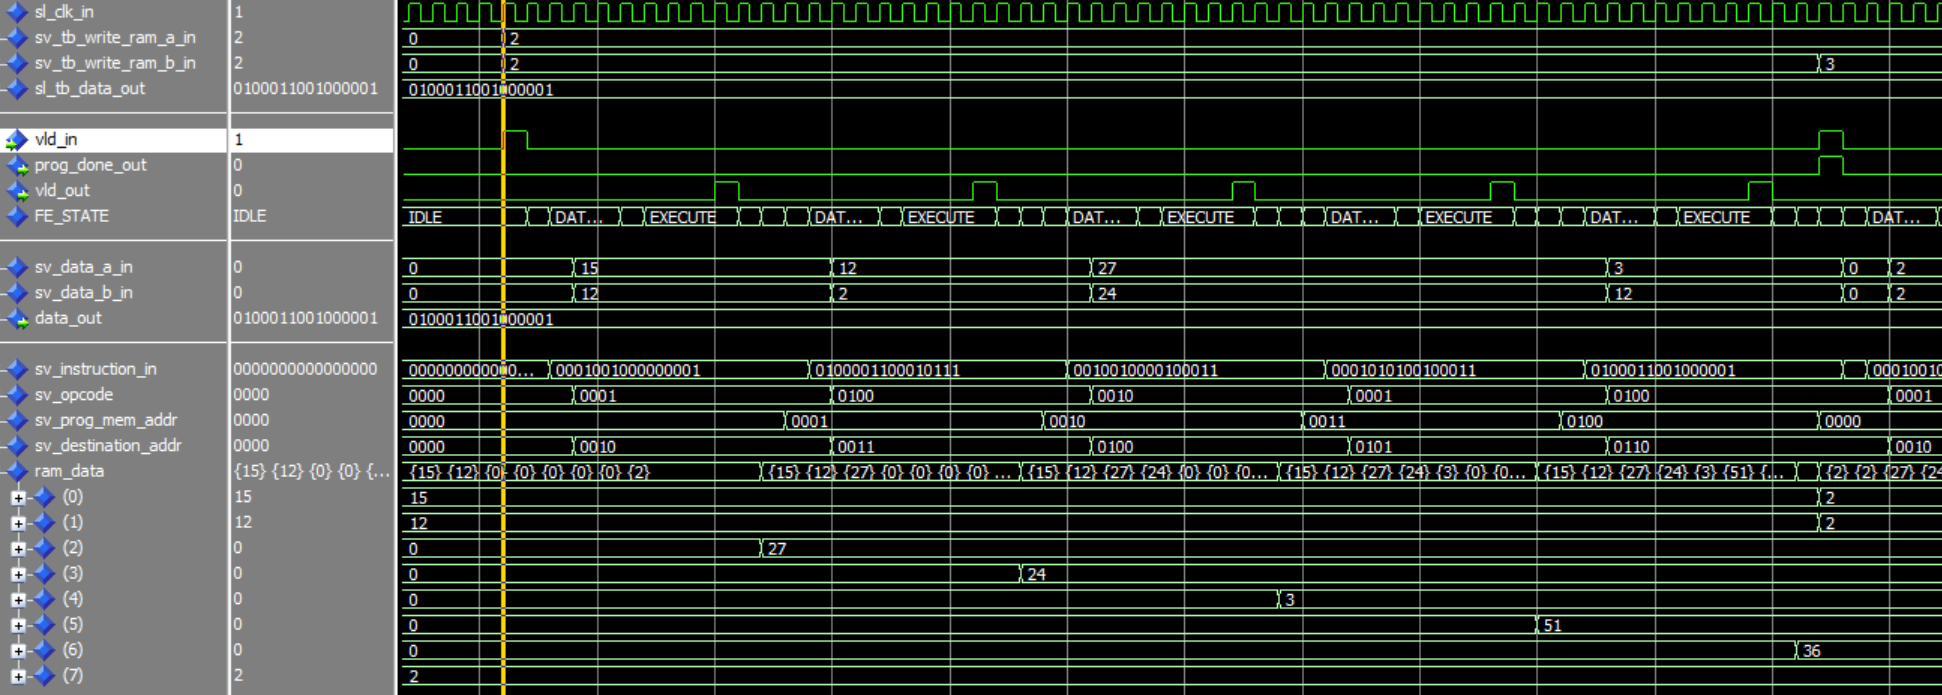 sl_clk_in 1
sv_tb_write_ram_a_in 2 0 2
sv_tb_write_ram_b_in 2 0 2 3
sl_tb_data_out 0100011001000001 0100011001000001
vld_in 1
prog_done_out 0
vld_out 0
FE_STATE IDLE IDLE DAT... EXECUTE DAT... EXECUTE DAT... EXECUTE DAT... EXECUTE DAT... EXECUTE DAT...
sv_data_a_in 0 0 15 12 27 3 0 2
sv_data_b_in 0 0 12 2 24 12 0 2
data_out 0100011001000001 0100011001000001
sv_instruction_in 0000000000000000 0000000000000... 0001001000000001 0100001100010111 0010010000100011 0001010100100011 0100011001000001 00010010
sv_opcode 0000 0000 0001 0100 0010 0001 0100 0001
sv_prog_mem_addr 0000 0000 0001 0010 0011 0100 0000
sv_destination_addr 0000 0000 0010 0011 0100 0101 0110 0010
ram_data {15} {12} {0} {0} {... {15} {12} {0} {0} {0} {0} {0} {2} {15} {12} {27} {0} {0} {0} {0} ... {15} {12} {27} {24} {0} {0} {0... {15} {12} {27} {24} {3} {0} {0... {15} {12} {27} {24} {3} {51} {... {2} {2} {27} {24
(0) 15 15 2
(1) 12 12 2
(2) 0 0 27
(3) 0 0 24
(4) 0 0 3
(5) 0 0 51
(6) 0 0 36
(7) 2 2